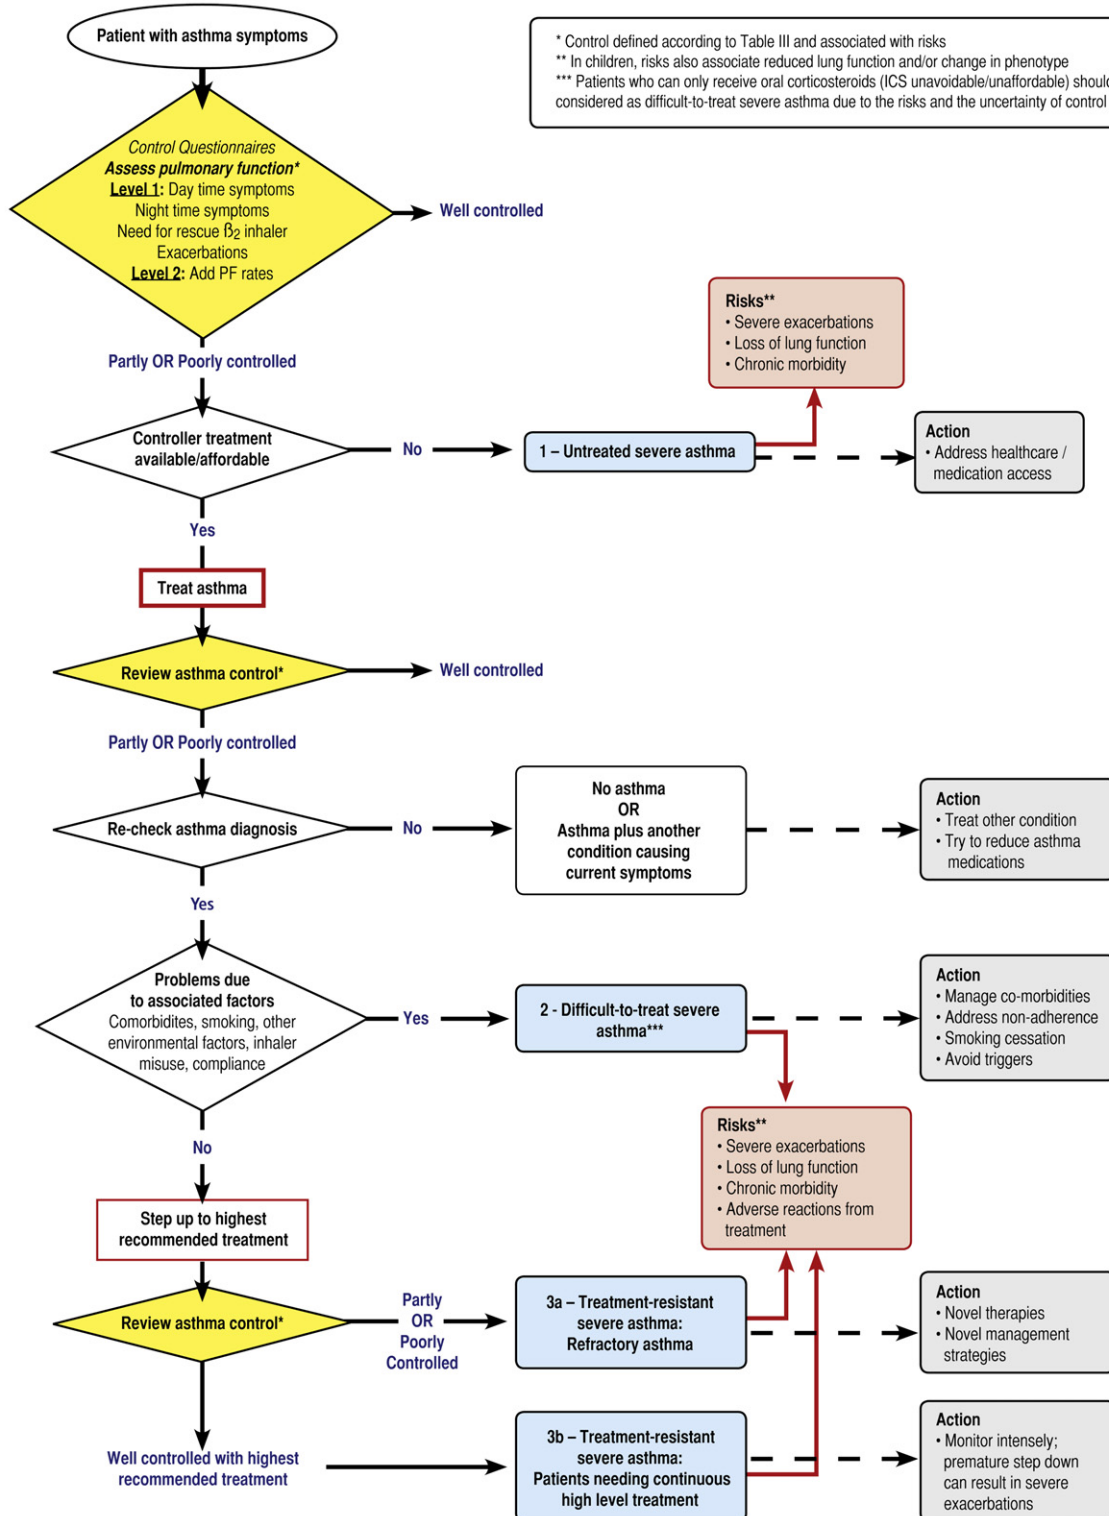 Patient with asthma symptoms
* Control defined according to Table III and associated with risks
** In children, risks also associate reduced lung function and/or change in phenotype
*** Patients who can only receive oral corticosteroids (ICS unavoidable/unaffordable) should
considered as difficult-to-treat severe asthma due to the risks and the uncertainty of control
Control Questionnaires
Assess pulmonary function*
Level 1: Day time symptoms
Night time symptoms
Need for rescue β2 inhaler
Exacerbations
Level 2: Add PF rates
Well controlled
Partly OR Poorly controlled
Risks**
• Severe exacerbations
• Loss of lung function
• Chronic morbidity
Controller treatment
available/affordable
No
1 – Untreated severe asthma
Action
• Address healthcare /
medication access
Yes
Treat asthma
Review asthma control*
Well controlled
Partly OR Poorly controlled
Re-check asthma diagnosis
No
No asthma
OR
Asthma plus another
condition causing
current symptoms
Action
• Treat other condition
• Try to reduce asthma
medications
Yes
Problems due
to associated factors
Comorbidites, smoking, other
environmental factors, inhaler
misuse, compliance
Yes
2 - Difficult-to-treat severe
asthma***
Action
• Manage co-morbidities
• Address non-adherence
• Smoking cessation
• Avoid triggers
Risks**
• Severe exacerbations
• Loss of lung function
• Chronic morbidity
• Adverse reactions from
treatment
No
Step up to highest
recommended treatment
Review asthma control*
Partly
OR
Poorly
Controlled
3a – Treatment-resistant
severe asthma:
Refractory asthma
Action
• Novel therapies
• Novel management
strategies
Well controlled with highest
recommended treatment
3b – Treatment-resistant
severe asthma:
Patients needing continuous
high level treatment
Action
• Monitor intensely;
premature step down
can result in severe
exacerbations